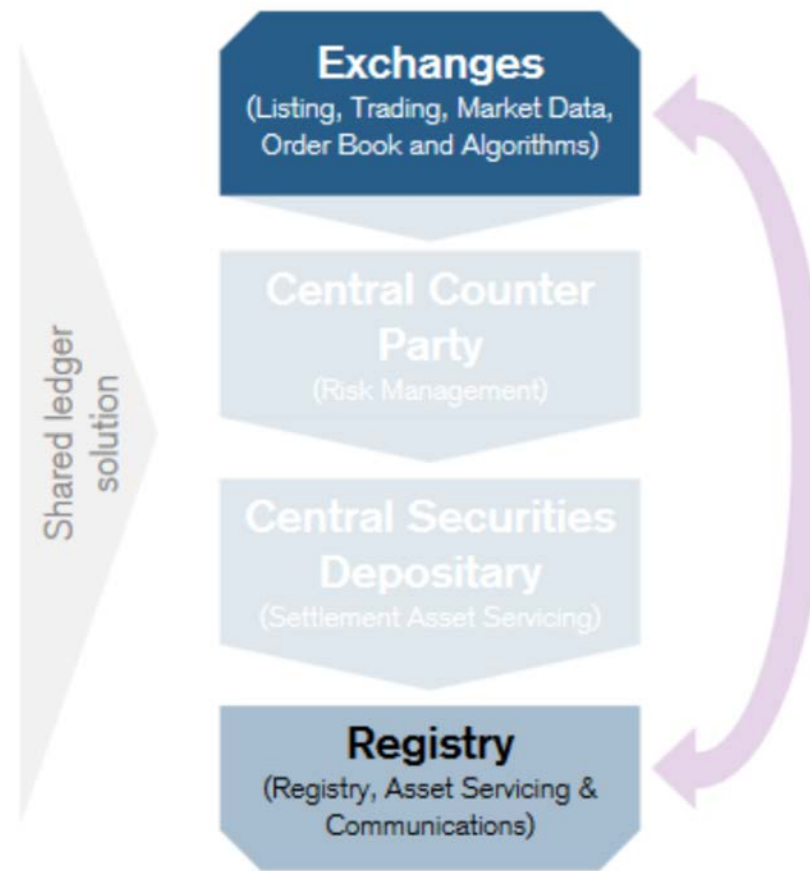 Shared ledger
solution
Exchanges
(Listing, Trading, Market Data,
Order Book and Algorithms)
Central Counter
Party
(Risk Management)
Central Securities
Depositary
(Settlement Asset Servicing)
Registry
(Registry, Asset Servicing &
Communications)